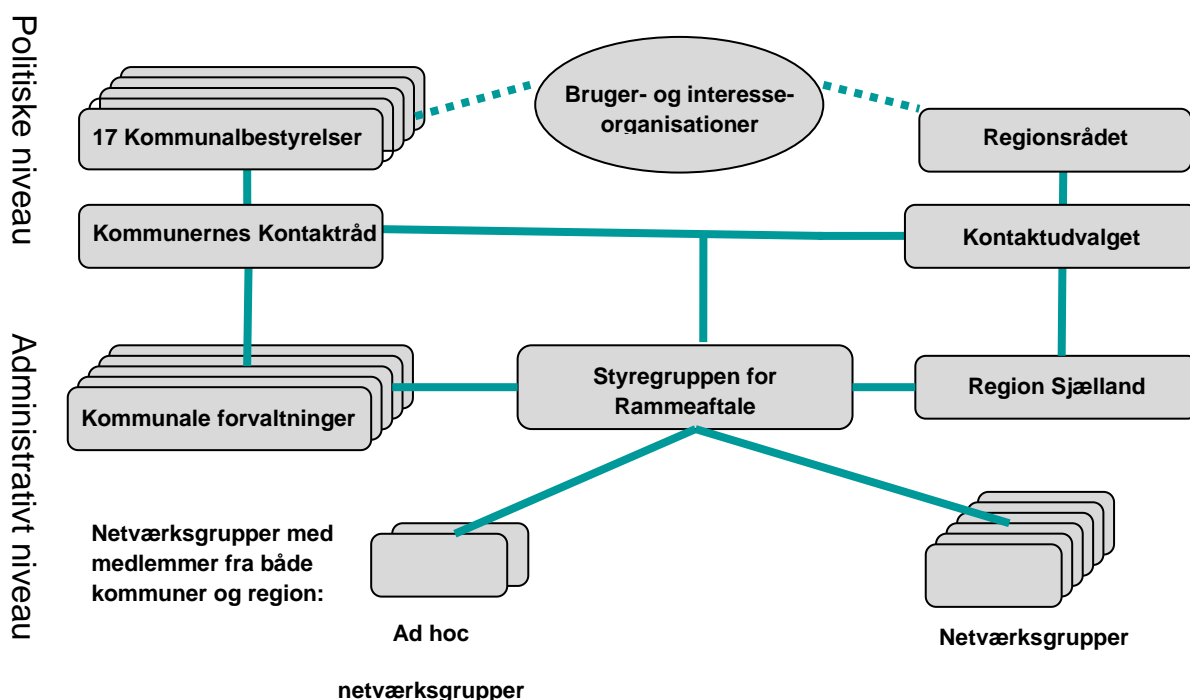 Politiske niveau
Bruger- og interesse-
organisationer
17 Kommunalbestyrelser
Regionsrådet
Kommunernes Kontaktråd
Kontaktudvalget
Administrativt niveau
Styregruppen for
Rammeaftale
Kommunale forvaltninger
Region Sjælland
Netværksgrupper med
medlemmer fra både
kommuner og region:
Ad hoc
netværksgrupper
Netværksgrupper